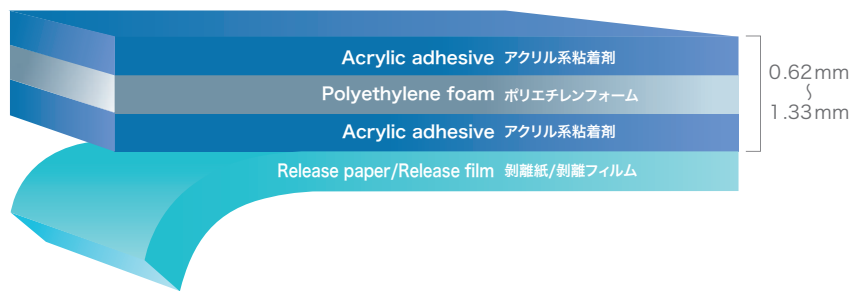 Acrylic adhesive アクリル系粘着剤
Polyethylene foam ポリエチレンフォーム
Acrylic adhesive アクリル系粘着剤
Release paper/Release film 剥離紙/剥離フィルム
0.62mm
〜
1.33mm